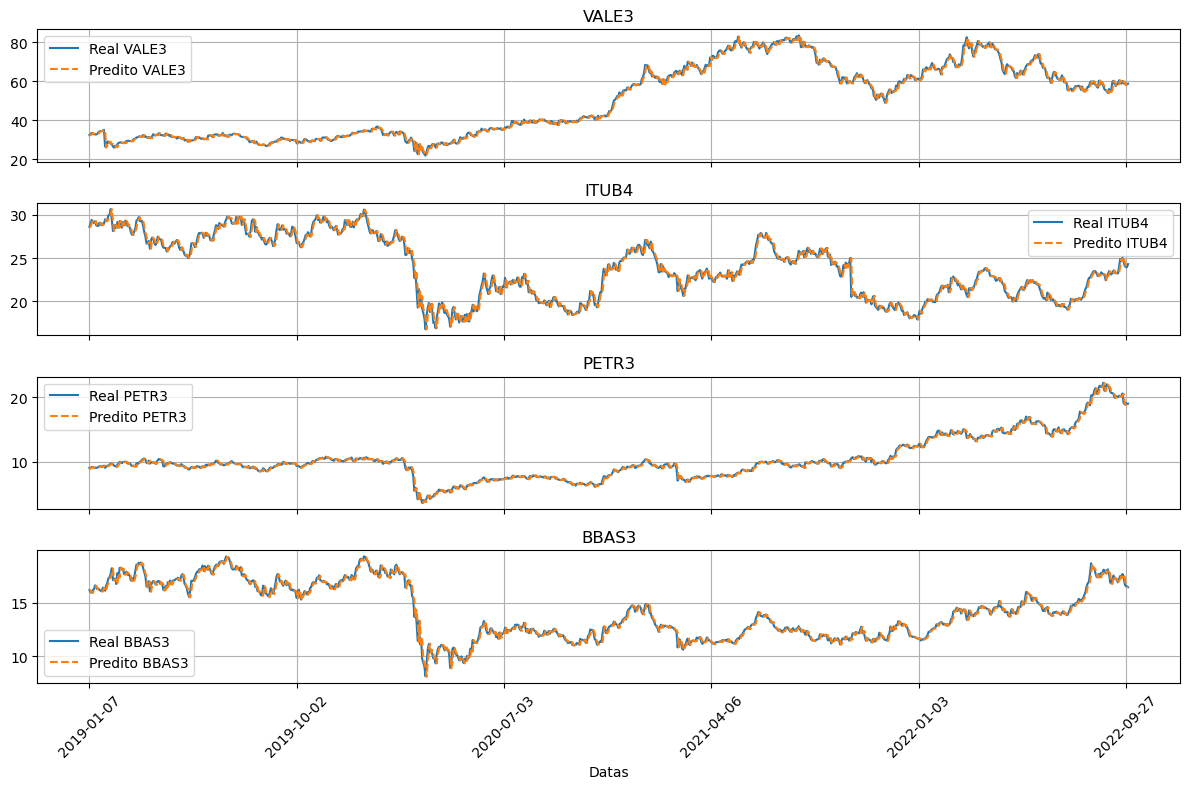 VALE3
80
60
40
20
Real VALE3
Predito VALE3
ITUB4
30
25
20
Real ITUB4
Predito ITUB4
PETR3
20
10
Real PETR3
Predito PETR3
BBAS3
15
10
Real BBAS3
Predito BBAS3
2019-01-07
2019-10-02
2020-07-03
2021-04-06
2022-01-03
2022-09-27
Datas